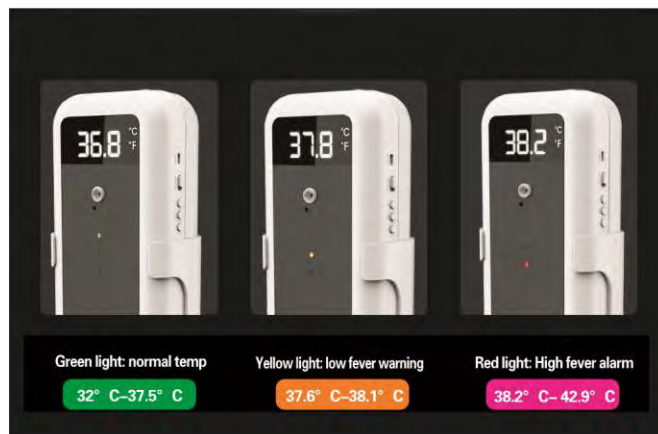 36.8 °C °F
37.8 °C °F
38.2 °C °F
Green light: normal temp
Yellow light: low fever warning
Red light: High fever alarm
32° C–37.5° C
37.6° C–38.1° C
38.2° C– 42.9° C